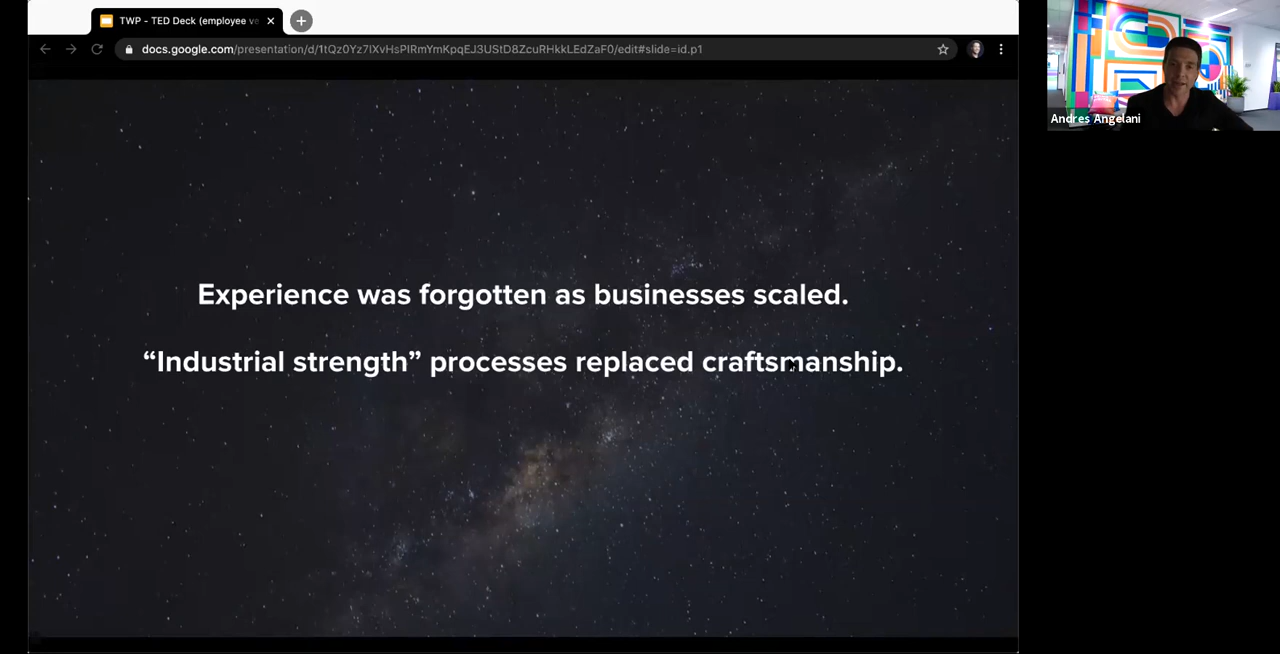 TWP - TED Deck (employee ve
docs.google.com/presentation/d/1tQz0Yz7lXvHsPIRmYmKpqEJ3UStD8ZcuRHkkLEdZaF0/edit#slide=id.p1
Andres Angelani
Experience was forgotten as businesses scaled.
“Industrial strength” processes replaced craftsmanship.